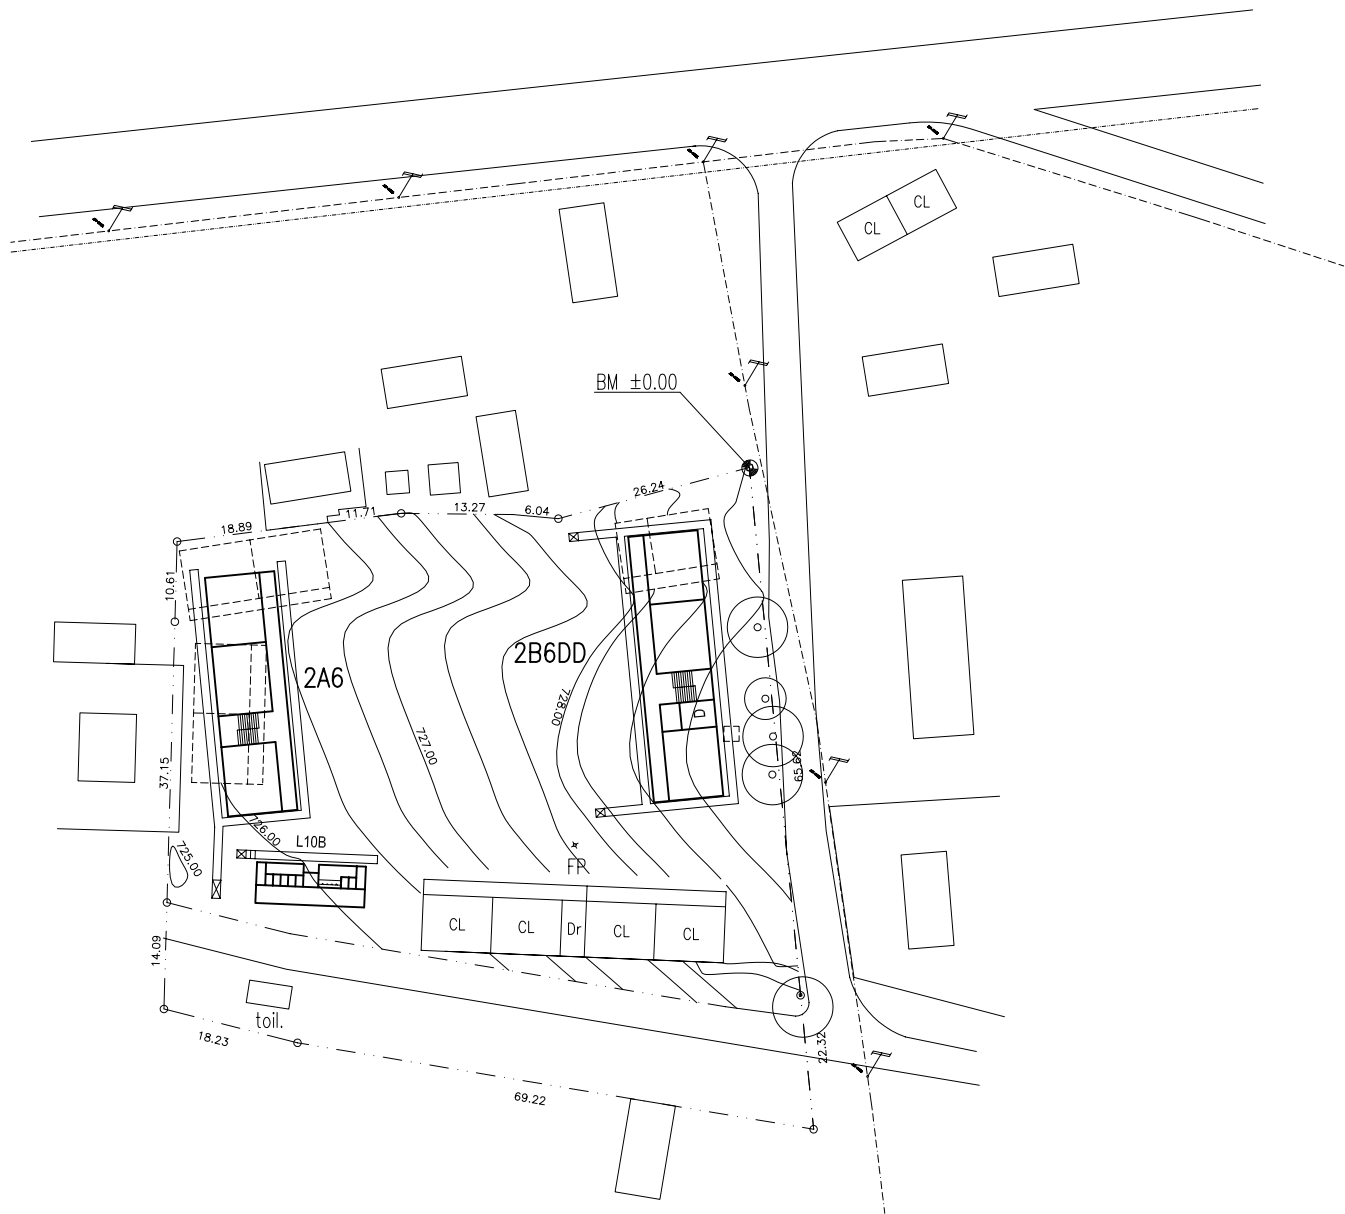 CL
CL
BM ±0.00
26.24
13.27
11.71
6.04
18.89
10.61
2B6DD
2A6
728.00
D
727.00
65.62
37.15
726.00
L10B
725.00
FP
CL
CL
Dr
CL
CL
14.09
toil.
18.23
22.32
69.22